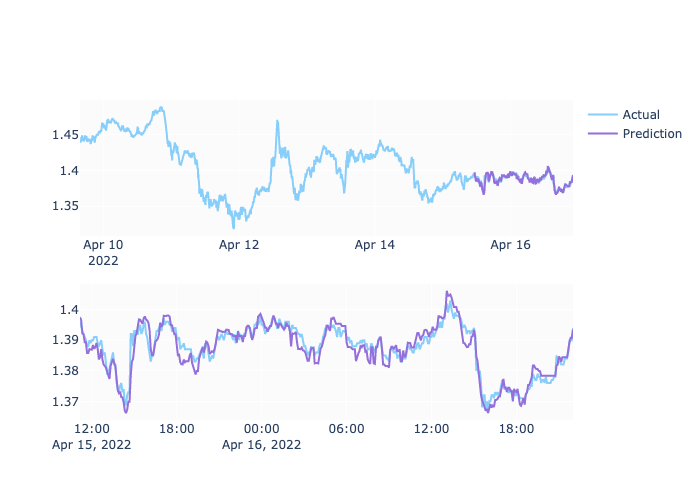 Actual
Prediction
1.45
1.4
1.35
Apr 10 Apr 12 Apr 14 Apr 16
2022
1.4
1.39
1.38
1.37
12:00 18:00 00:00 06:00 12:00 18:00
Apr 15, 2022 Apr 16, 2022